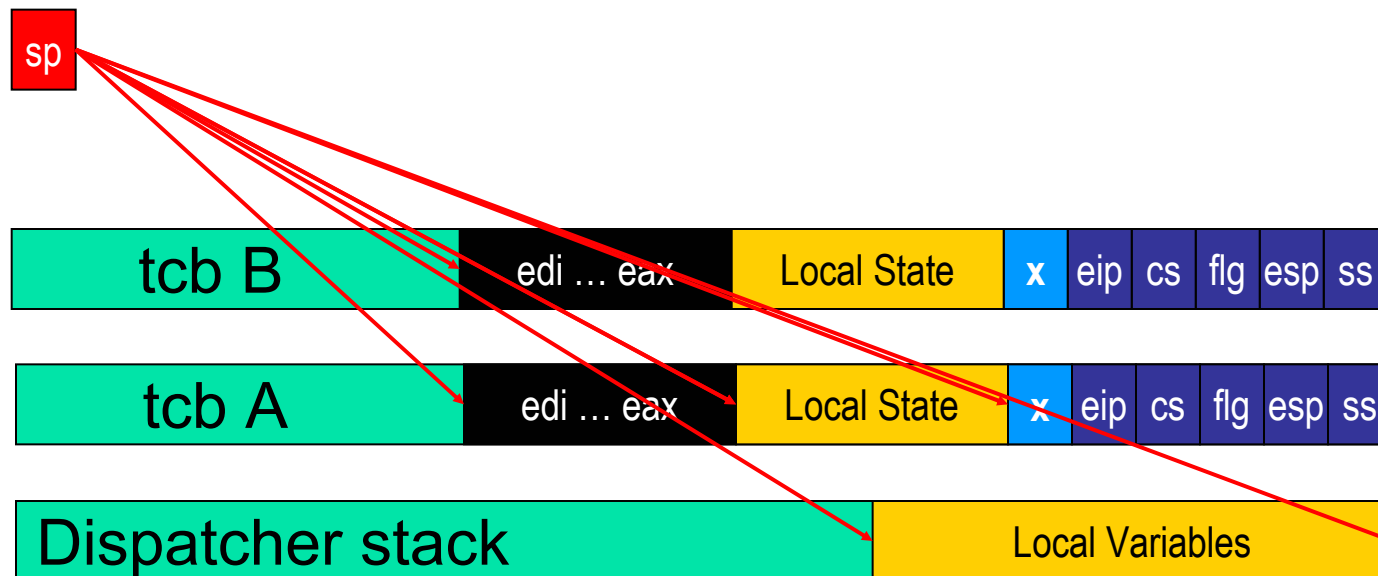 sp
tcb B edi … eax Local State x eip cs flg esp ss
tcb A edi … eax Local State x eip cs flg esp ss
Dispatcher stack Local Variables